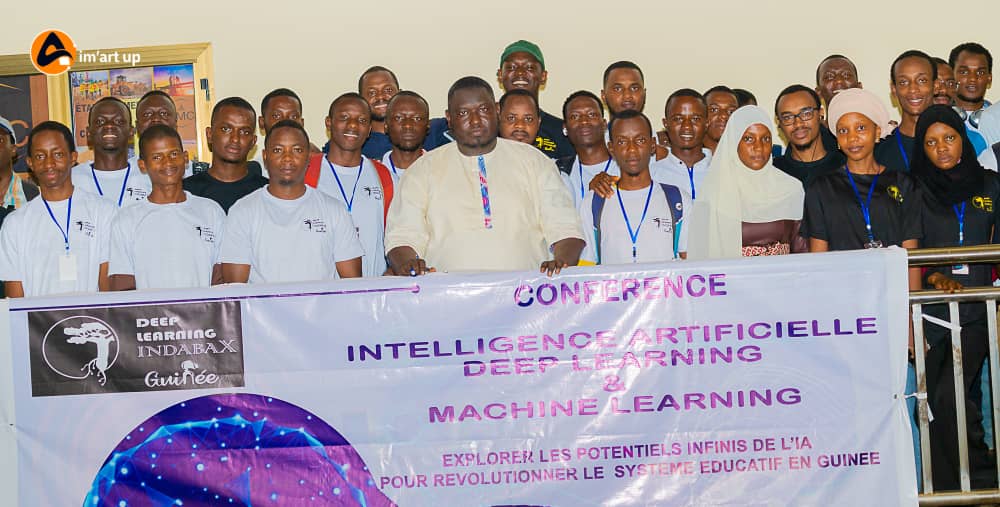 im'art up
CONFERENCE
INTELLIGENCE ARTIFICIELLE
DEEP LEARNING
&
MACHINE LEARNING
EXPLORER LES POTENTIELS INFINIS DE L'IA
POUR REVOLUTIONNER LE SYSTEME EDUCATIF EN GUINEE
DEEP
LEARNING
INDABAX
Guinée